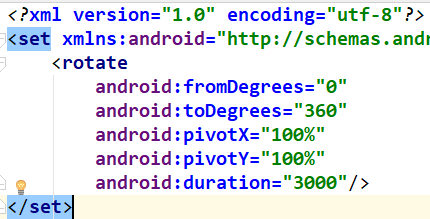 <?xml version="1.0" encoding="utf-8"?>
<set xmlns:android="http://schemas.andr
<rotate
android:fromDegrees="0"
android:toDegrees="360"
android:pivotX="100%"
android:pivotY="100%"
android:duration="3000"/>
</set>